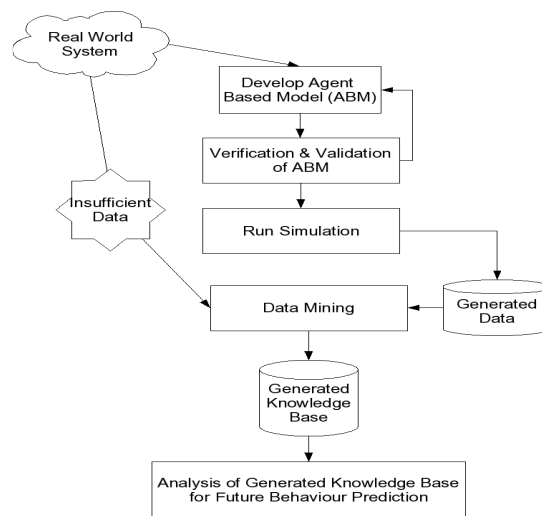 Real World
System
Develop Agent
Based Model (ABM)
Verification & Validation
of ABM
Insufficient
Data
Run Simulation
Generated
Data
Data Mining
Generated
Knowledge
Base
Analysis of Generated Knowledge Base
for Future Behaviour Prediction